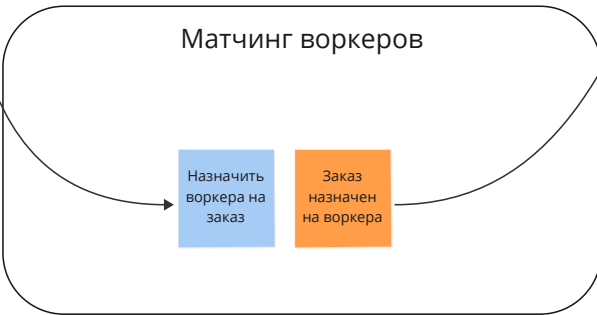 Матчинг воркеров
Назначить
воркера на
заказ
Заказ
назначен
на воркера